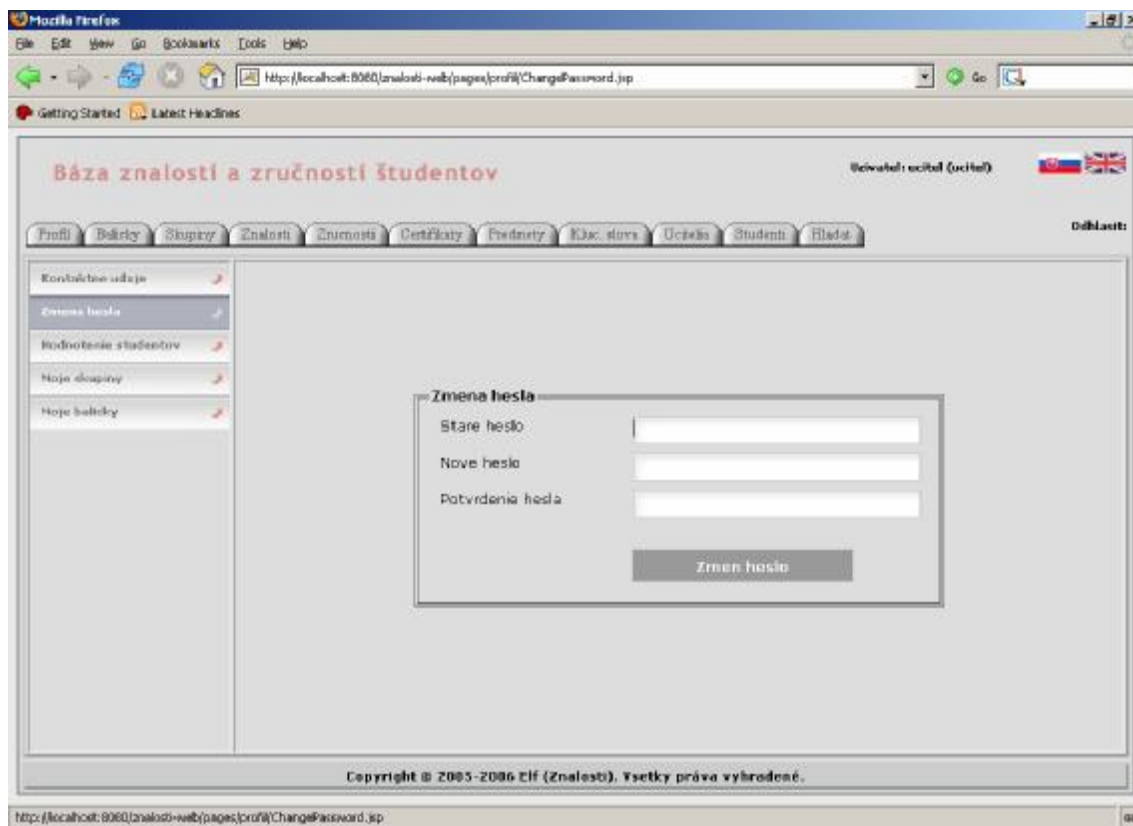 Mozilla Firefox
File Edit View Go Bookmarks Tools Help
http://localhost:8080/znalosti-web/pages/profil/ChangePassword.jsp Go
Getting Started Latest Headlines
Báza znalostí a zručností študentov
Uzivatel: ucitel (ucitel)
Odhlasit:
Profil Balicky Skupiny Znalosti Zrucnosti Certifikaty Predmety Kluc. slova Ucitelia Studenti Hladat
Kontaktne udaje
Zmena hesla
Hodnotenie studentov
Moje skupiny
Moje balicky
Zmena hesla
Stare heslo
Nove heslo
Potvrdenie hesla
Zmen heslo
Copyright © 2005-2006 Elf (Znalosti). Vsetky práva vyhradené.
http://localhost:8080/znalosti-web/pages/profil/ChangePassword.jsp